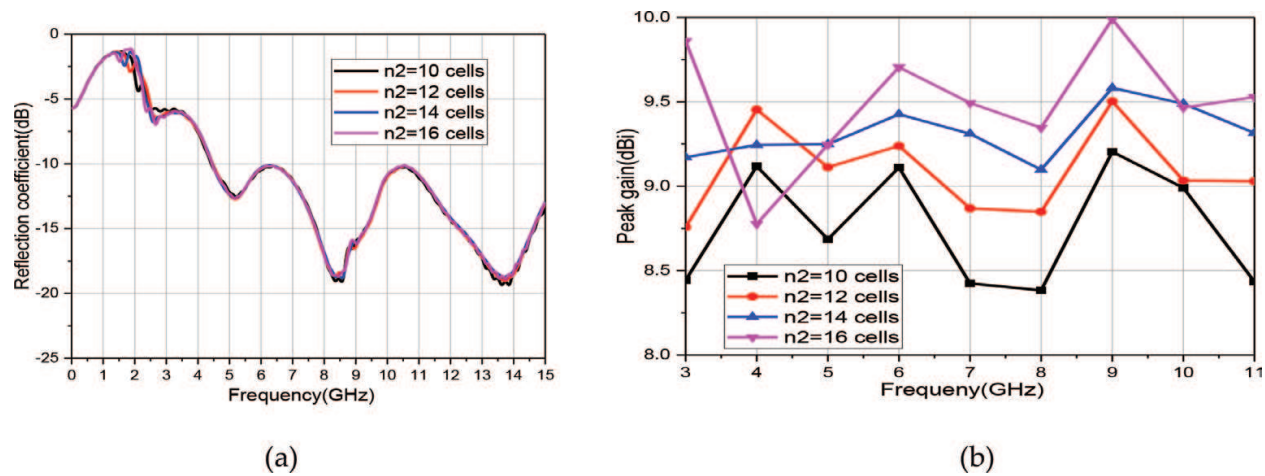 0
-5
-10
-15
-20
-25
Reflection coefficient(dB)
n2=10 cells
n2=12 cells
n2=14 cells
n2=16 cells
0 1 2 3 4 5 6 7 8 9 10 11 12 13 14 15
Frequency(GHz)
(a)
10.0
9.5
9.0
8.5
8.0
Peak gain(dBi)
n2=10 cells
n2=12 cells
n2=14 cells
n2=16 cells
3 4 5 6 7 8 9 10 11
Frequeny(GHz)
(b)